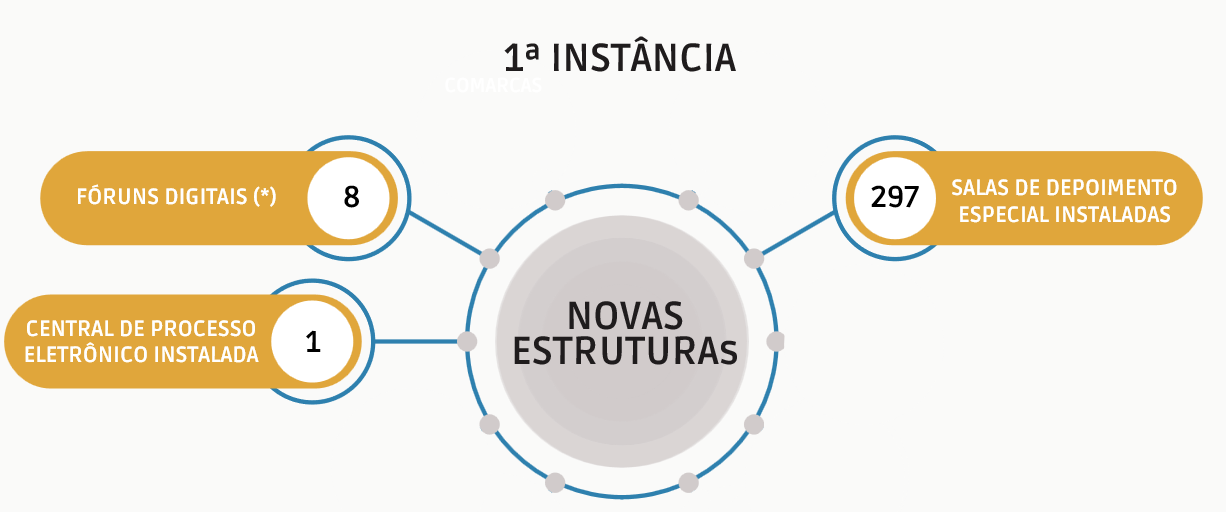 1ª INSTÂNCIA
COMARCAS
FÓRUNS DIGITAIS (*)
8
297
SALAS DE DEPOIMENTO
ESPECIAL INSTALADAS
CENTRAL DE PROCESSO
ELETRÔNICO INSTALADA
1
NOVAS
ESTRUTURAs